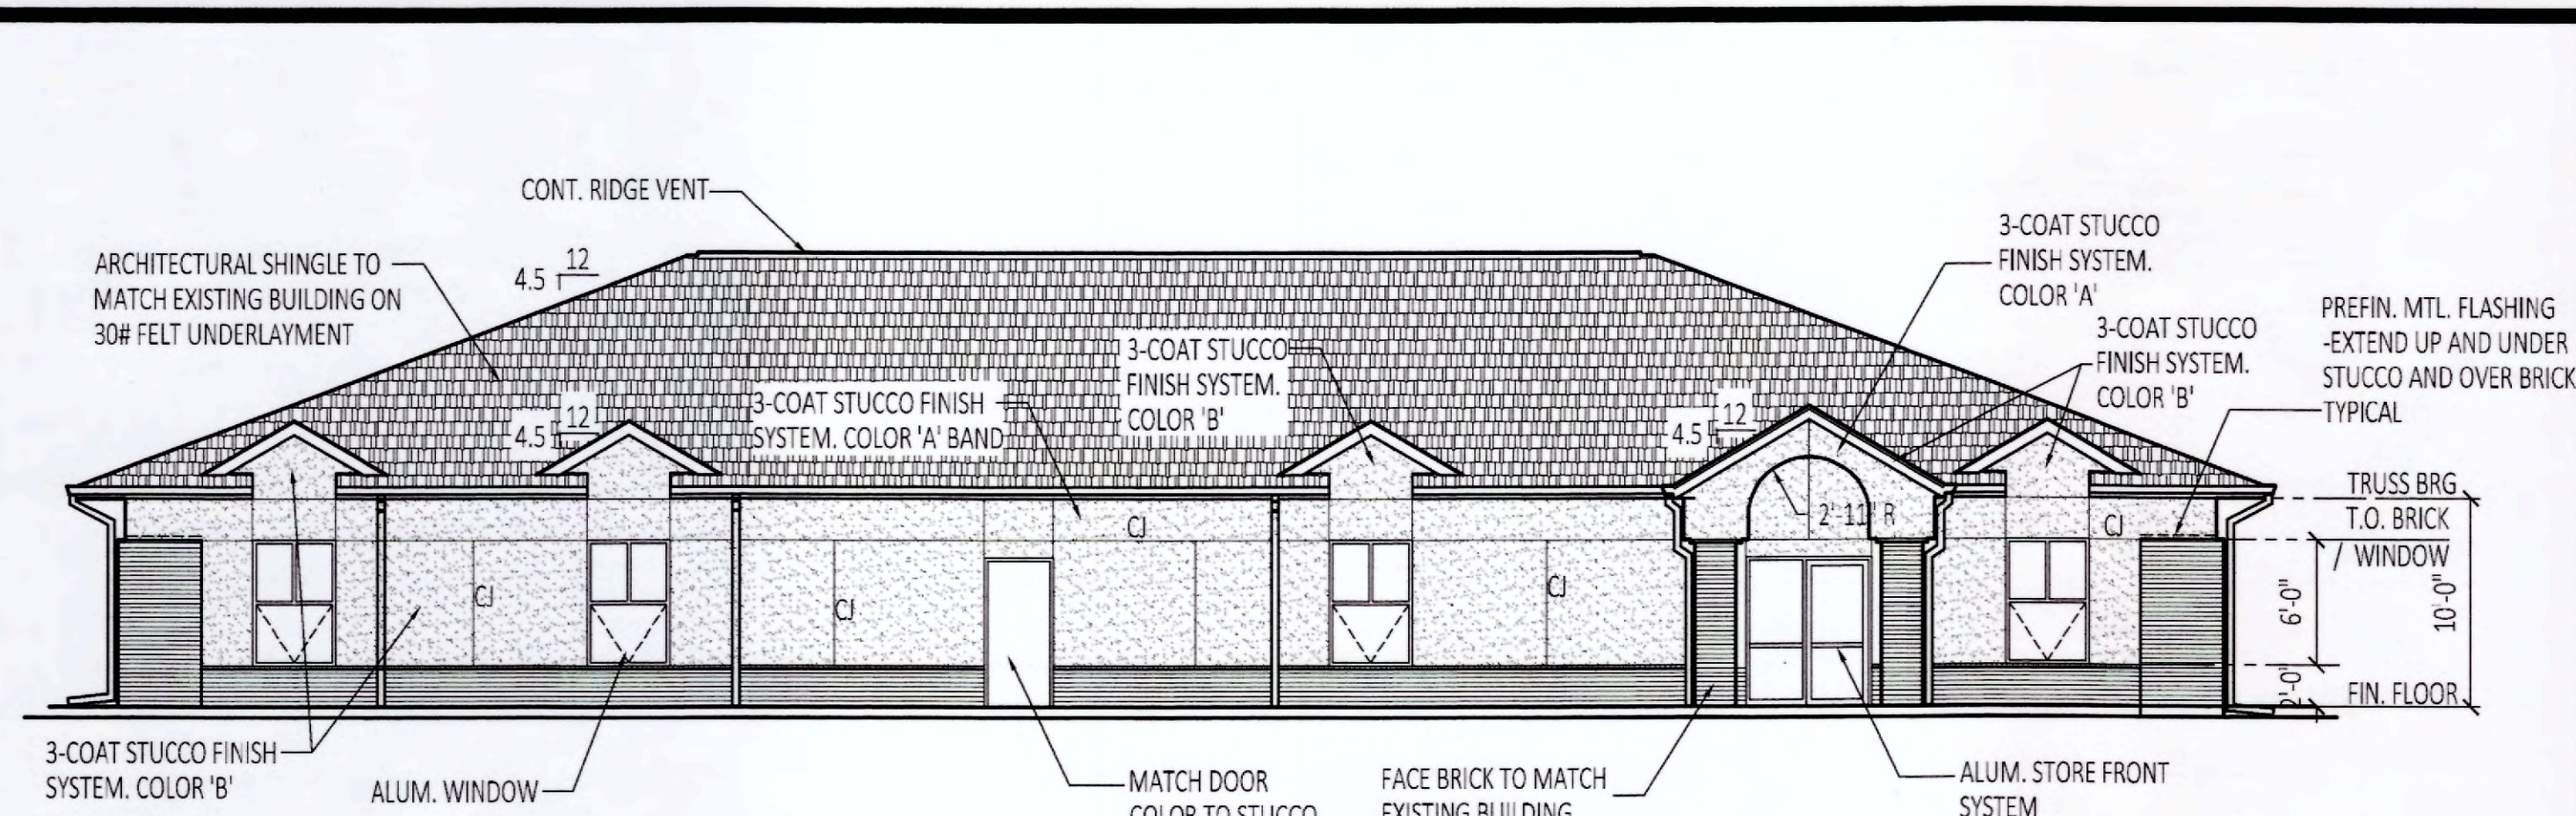 CONT. RIDGE VENT
ARCHITECTURAL SHINGLE TO
MATCH EXISTING BUILDING ON
30# FELT UNDERLAYMENT
12
4.5
12
4.5
3-COAT STUCCO FINISH
SYSTEM. COLOR 'A' BAND
3-COAT STUCCO
FINISH SYSTEM.
COLOR 'B'
12
4.5
3-COAT STUCCO
FINISH SYSTEM.
COLOR 'A'
3-COAT STUCCO
FINISH SYSTEM.
COLOR 'B'
PREFIN. MTL. FLASHING
-EXTEND UP AND UNDER
STUCCO AND OVER BRICK
TYPICAL
TRUSS BRG
T.O. BRICK
/ WINDOW
6'-0"
10'-0"
2'-0"
FIN. FLOOR
CJ
CJ
CJ
CJ
CJ
2'-11" R
3-COAT STUCCO FINISH
SYSTEM. COLOR 'B'
ALUM. WINDOW
MATCH DOOR
COLOR TO STUCCO
FACE BRICK TO MATCH
EXISTING BUILDING
ALUM. STORE FRONT
SYSTEM